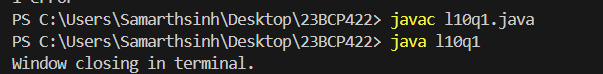 1 error
PS C:\Users\Samarthsinh\Desktop\23BCP422> javac l10q1.java
PS C:\Users\Samarthsinh\Desktop\23BCP422> java l10q1
Window closing in terminal.